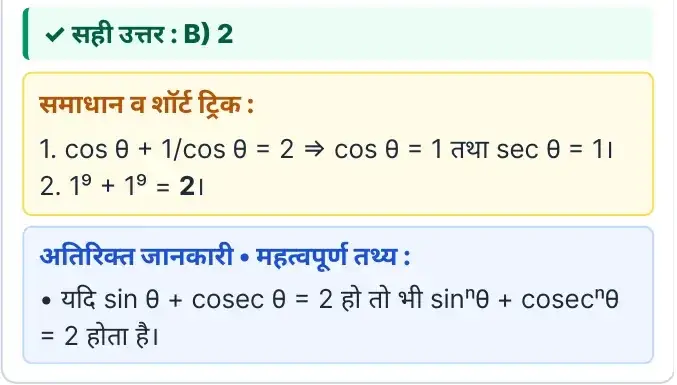 ✓ सही उत्तर : B) 2
समाधान व शॉर्ट ट्रिक :
1. cos θ + 1/cos θ = 2 ⇒ cos θ = 1 तथा sec θ = 1।
2. 1⁹ + 1⁹ = 2।
अतिरिक्त जानकारी • महत्वपूर्ण तथ्य :
• यदि sin θ + cosec θ = 2 हो तो भी sinⁿθ + cosecⁿθ
= 2 होता है।